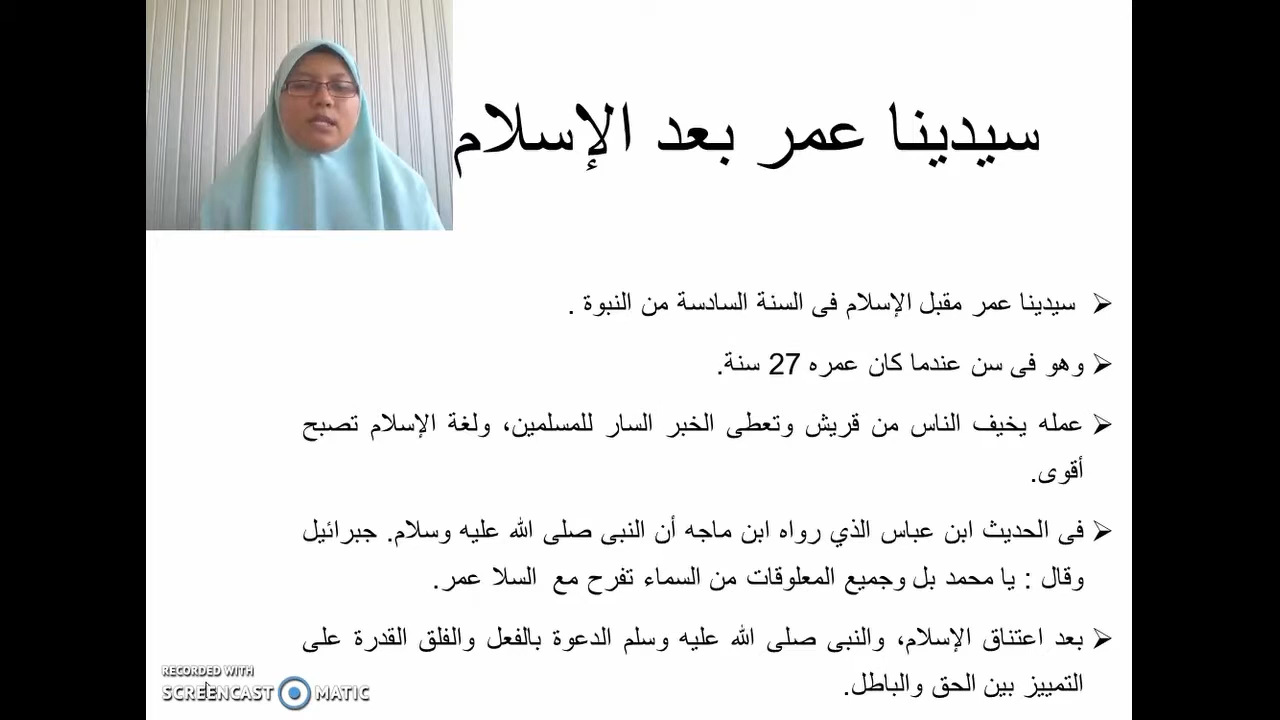 سيدينا عمر بعد الإسلام
سيدينا عمر مقبل الإسلام فى السنة السادسة من النبوة .
وهو فى سن عندما كان عمره 27 سنة.
عمله يخيف الناس من قريش وتعطى الخبر السار للمسلمين، ولغة الإسلام تصبح
أقوى.
فى الحديث ابن عباس الذي رواه ابن ماجه أن النبى صلى الله عليه وسلام. جبرائيل
وقال : يا محمد بل وجميع المعلوقات من السماء تفرح مع السلا عمر.
بعد اعتناق الإسلام، والنبى صلى الله عليه وسلم الدعوة بالفعل والفلق القدرة على
التمييز بين الحق والباطل.
RECORDED WITH
SCREENCAST MATIC